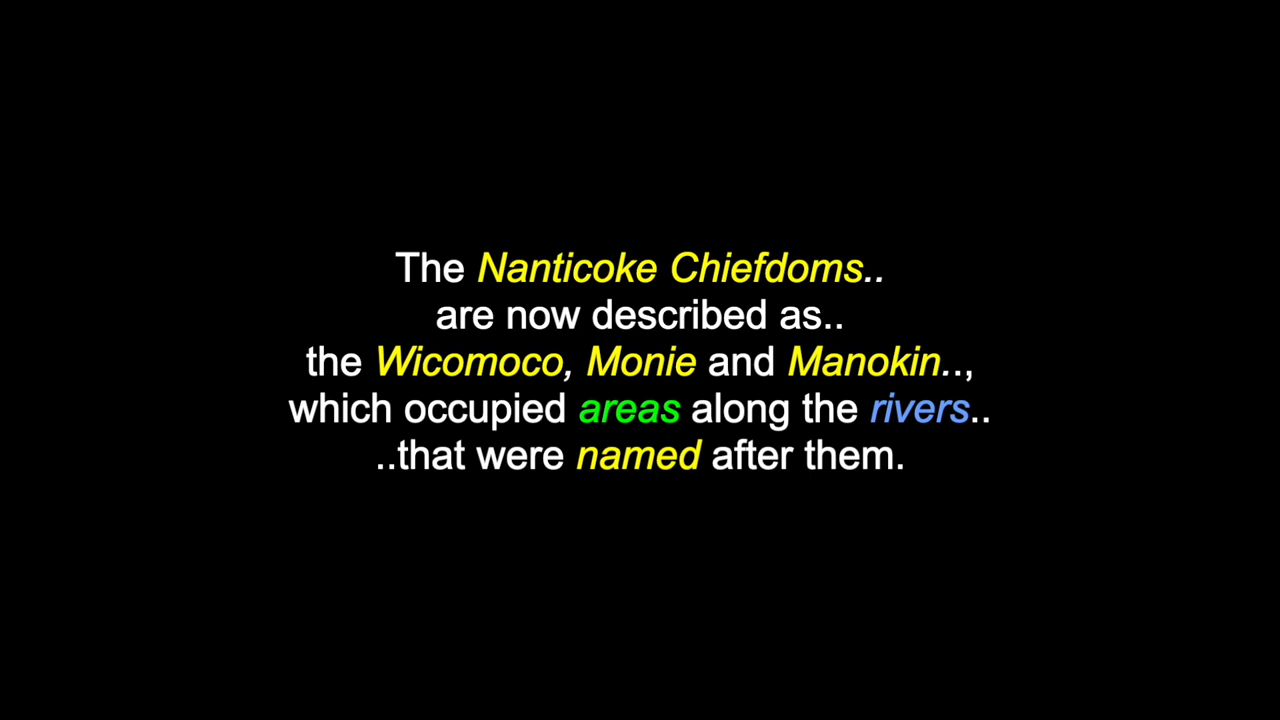 The Nanticoke Chiefdoms..
are now described as..
the Wicomoco, Monie and Manokin..,
which occupied areas along the rivers..
..that were named after them.